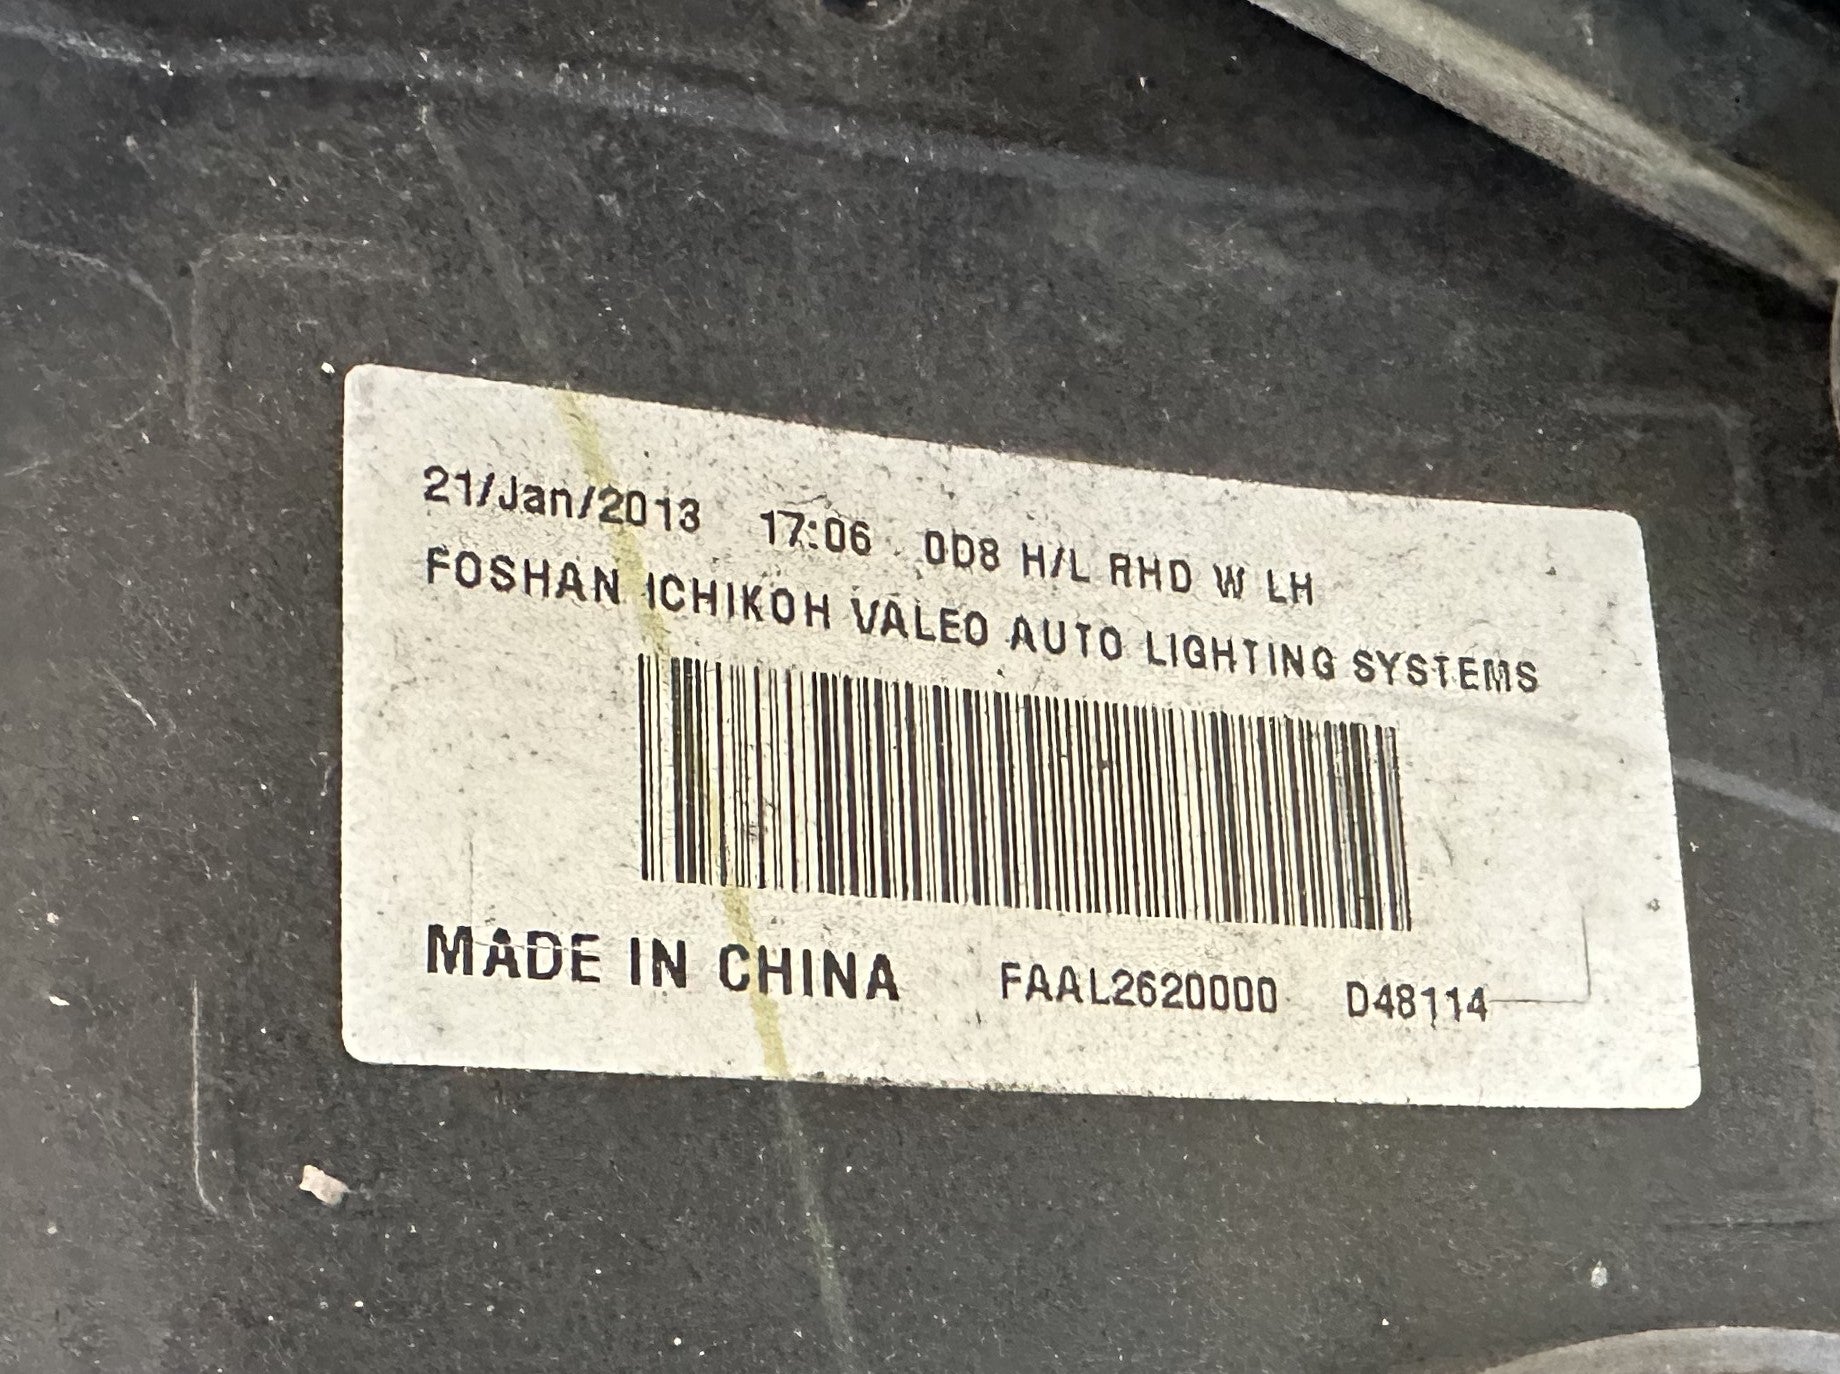 21/Jan/2013 17:06 0D8 H/L RHD W LH
FOSHAN ICHIKOH VALEO AUTO LIGHTING SYSTEMS
MADE IN CHINA FAAL2620000 D48114